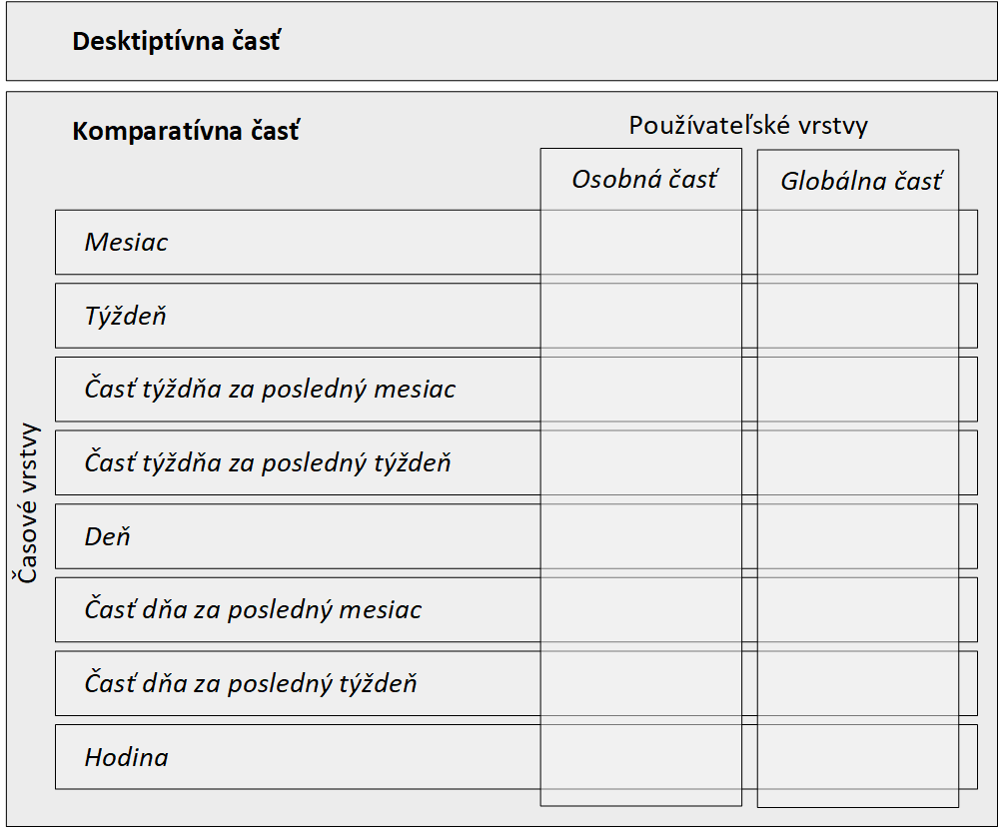 Desktiptívna časť
Komparatívna časť
Používateľské vrstvy
Osobná časť
Globálna časť
Časové vrstvy
Mesiac
Týždeň
Časť týždňa za posledný mesiac
Časť týždňa za posledný týždeň
Deň
Časť dňa za posledný mesiac
Časť dňa za posledný týždeň
Hodina